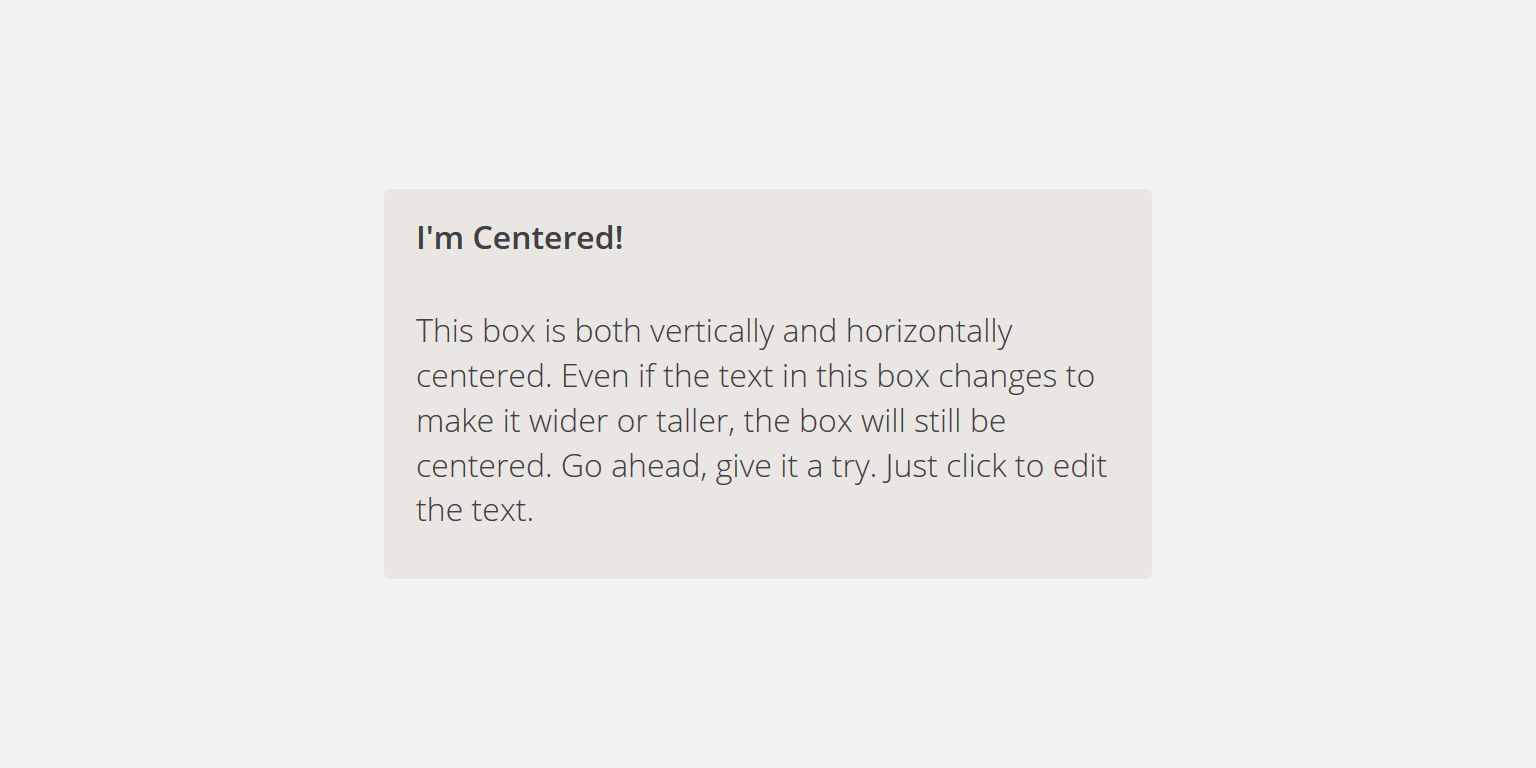 I'm Centered!
This box is both vertically and horizontally
centered. Even if the text in this box changes to
make it wider or taller, the box will still be
centered. Go ahead, give it a try. Just click to edit
the text.